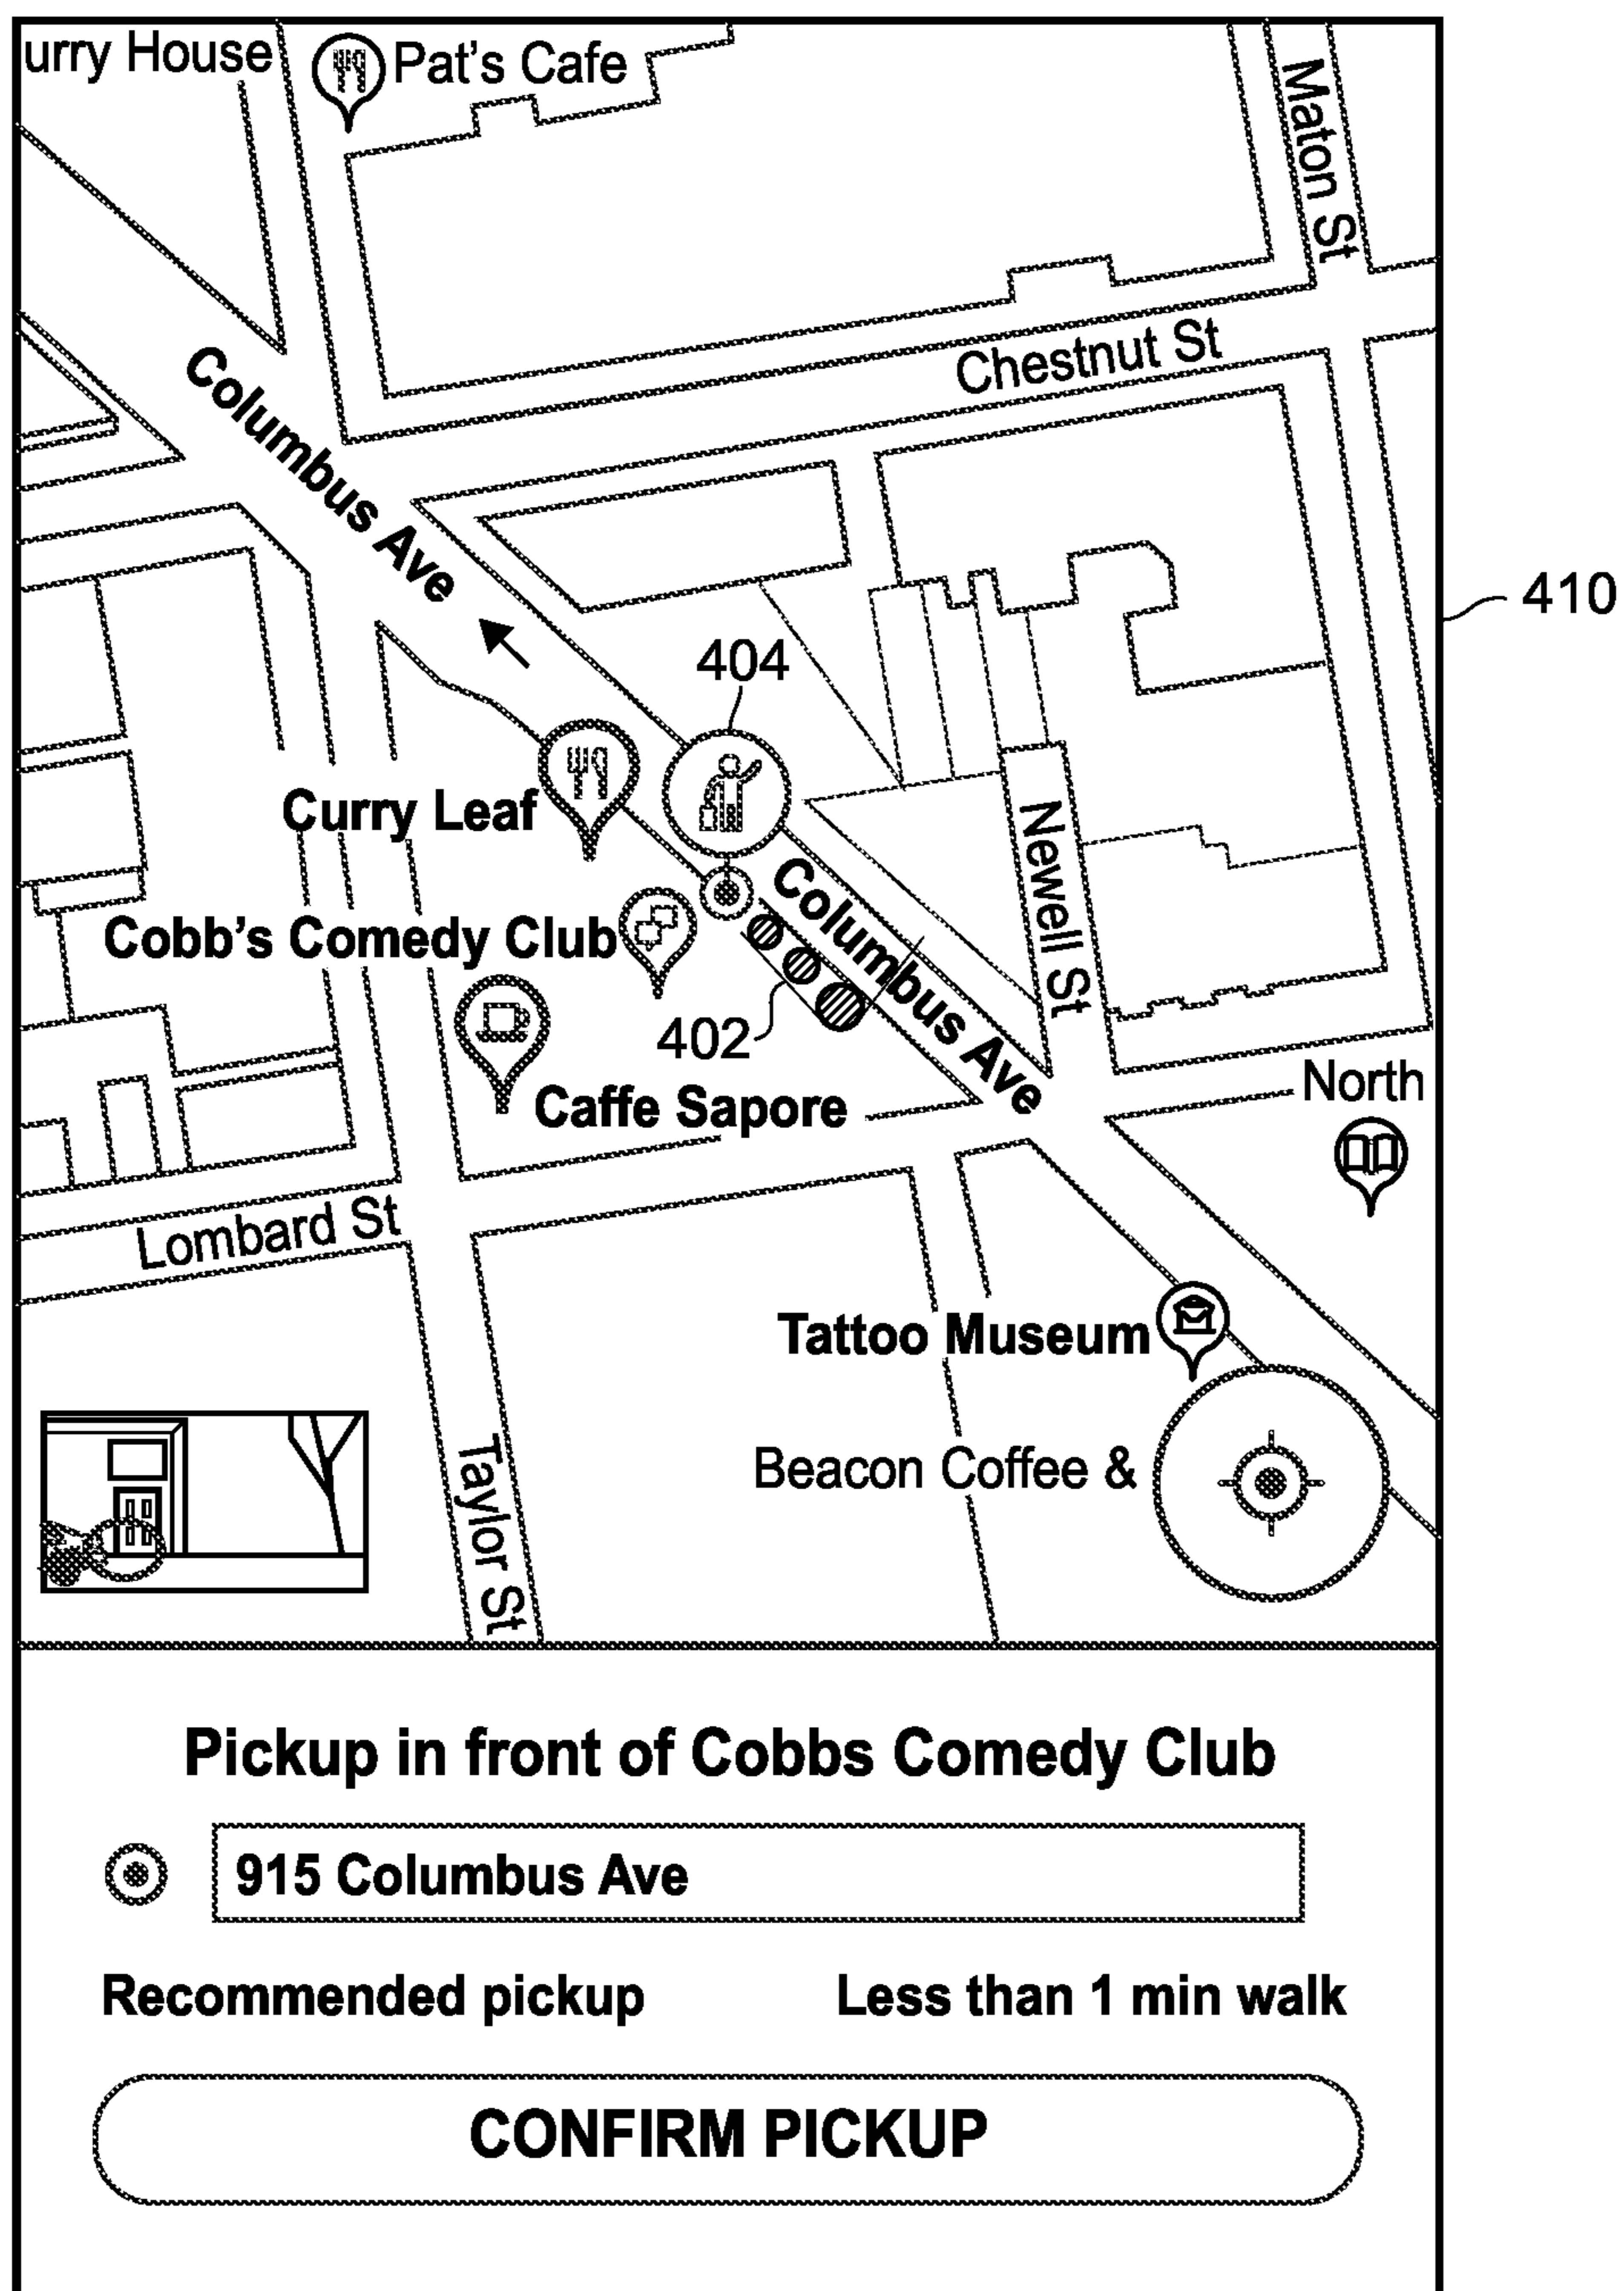 urry House
Pat's Cafe
Maton St
Chestnut St
Columbus Ave
410
404
Curry Leaf
Newell St
Columbus Ave
Cobb's Comedy Club
402
Caffe Sapore
North
Lombard St
Tattoo Museum
Beacon Coffee &
Taylor St
Pickup in front of Cobbs Comedy Club
915 Columbus Ave
Recommended pickup
Less than 1 min walk
CONFIRM PICKUP